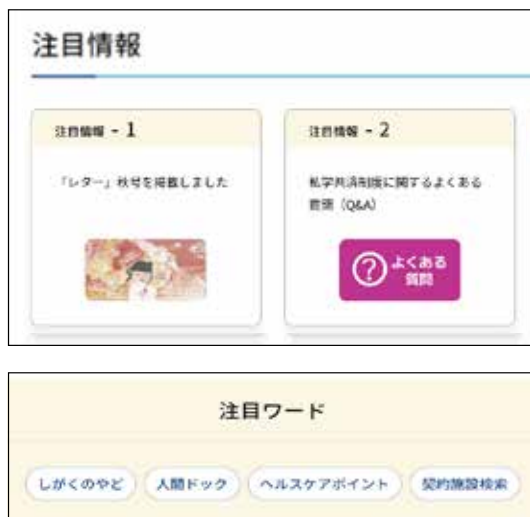 注目情報
注目情報 - 1
「レター」秋号を掲載しました
注目情報 - 2
私学共済制度に関するよくある
質問（Q&A）
よくある
質問
注目ワード
しがくのやど
人間ドック
ヘルスケアポイント
契約施設検索